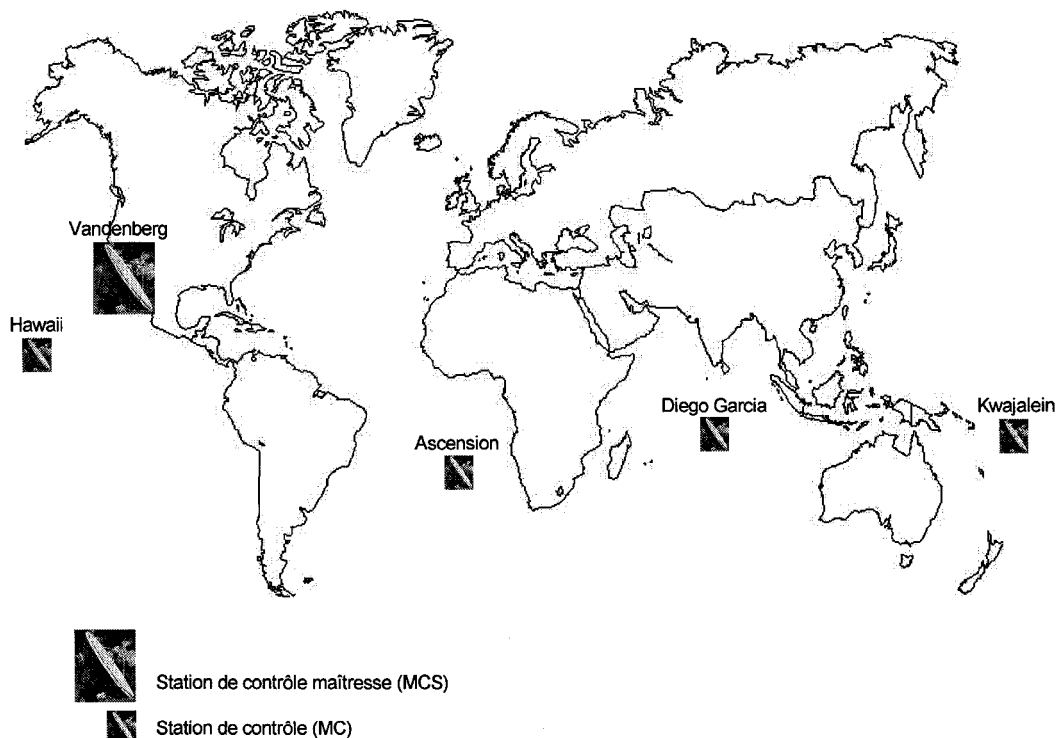 Vandenberg
Hawaii
Diego Garcia
Kwajalein
Ascension
Station de contrôle maîtresse (MCS)
Station de contrôle (MC)